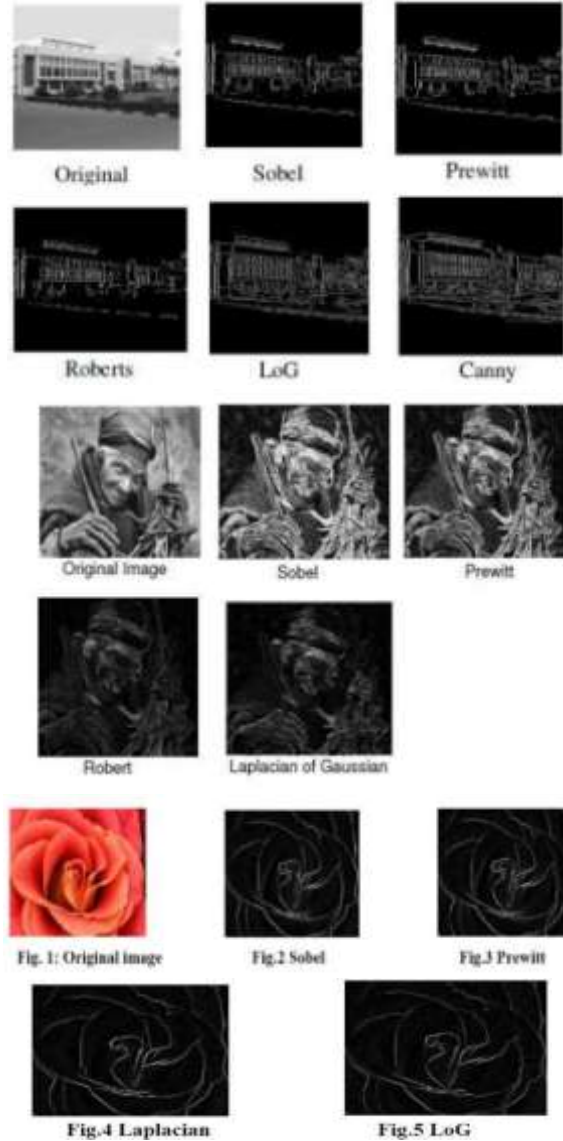 Original Sobel Prewitt
Roberts LoG Canny
Original Image Sobel Prewitt
Robert Laplacian of Gaussian
Fig. 1: Original image Fig.2 Sobel Fig.3 Prewitt
Fig.4 Laplacian Fig.5 LoG